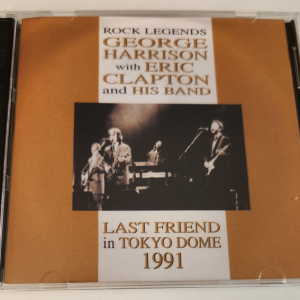 ROCK LEGENDS
GEORGE
HARRISON
with ERIC
CLAPTON
and HIS BAND
LAST FRIEND
in TOKYO DOME
1991